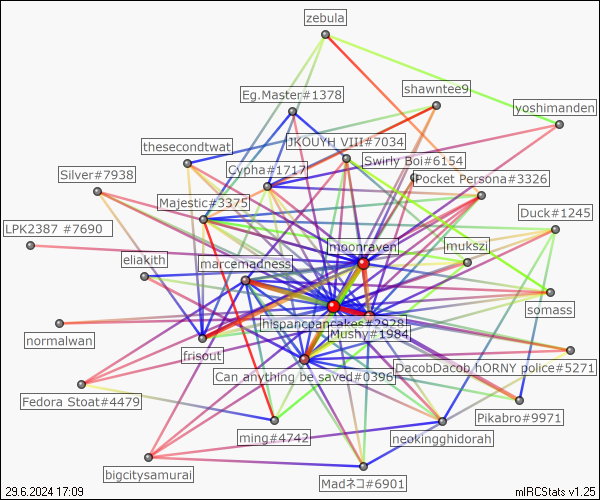 zebula
Eg.Master#1378
shawntee9
yoshimanden
thesecondtwat
JKOUYH VIII#7034
Swirly Boi#6154
Silver#7938
Cypha#1717
Pocket Persona#3326
Majestic#3375
Duck#1245
LPK2387 #7690
moonraven
mukszi
eliakith
marcemadness
somass
hispancpancakes#2928
Mushy#1984
normalwan
frisout
DacobDacob hORNY police#5271
Can anything be saved#0396
Fedora Stoat#4479
Pikabro#9971
ming#4742
neokingghidorah
bigcitysamurai
Madネコ#6901
29.6.2024 17:09
mIRCStats v1.25